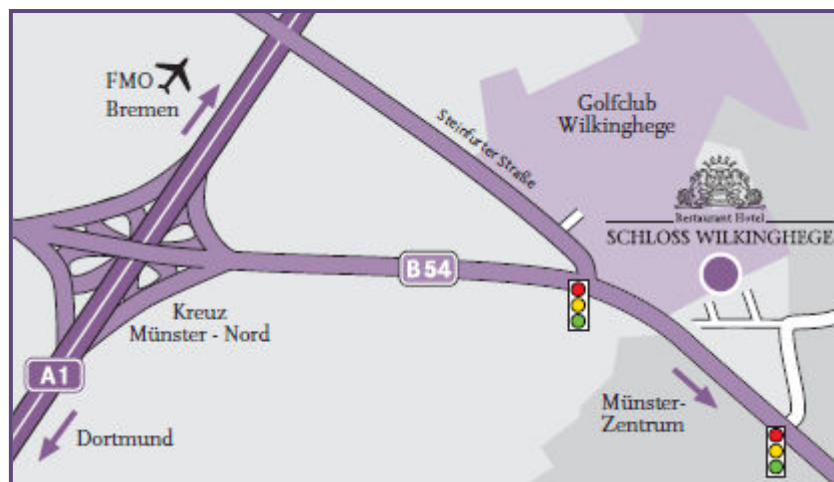 FMO
Bremen
Steinfurter Straße
Golfclub
Wilkinghege
Restaurant Hotel
SCHLOSS WILKINGHEGE
B 54
Kreuz
Münster - Nord
A1
Dortmund
Münster-
Zentrum